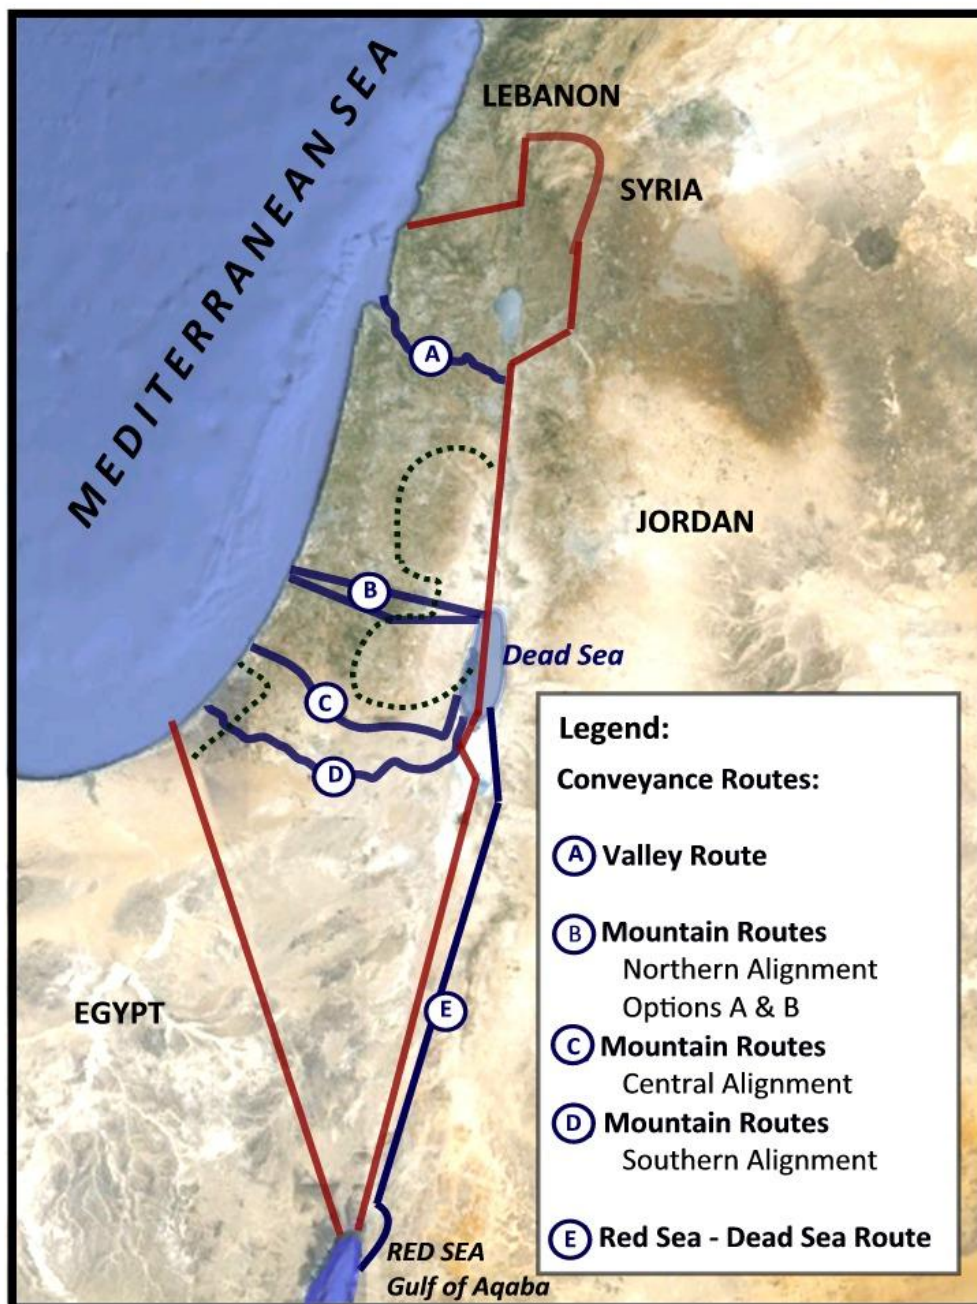 LEBANON
MEDITERRANEAN SEA
SYRIA
A
JORDAN
B
Dead Sea
C
D
EGYPT
E
RED SEA
Gulf of Aqaba
Legend:
Conveyance Routes:
A Valley Route
B Mountain Routes
Northern Alignment
Options A & B
C Mountain Routes
Central Alignment
D Mountain Routes
Southern Alignment
E Red Sea - Dead Sea Route